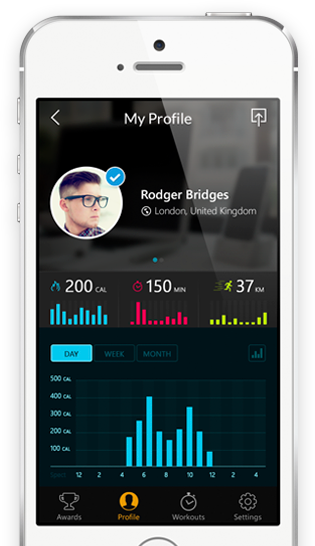 My Profile
Rodger Bridges
London, United Kingdom
200 CAL 150 MIN 37 KM
DAY WEEK MONTH
500 CAL
400 CAL
300 CAL
200 CAL
100 CAL
12 2 4 6 8 10 12 2 4
Awards Profile Workouts Settings